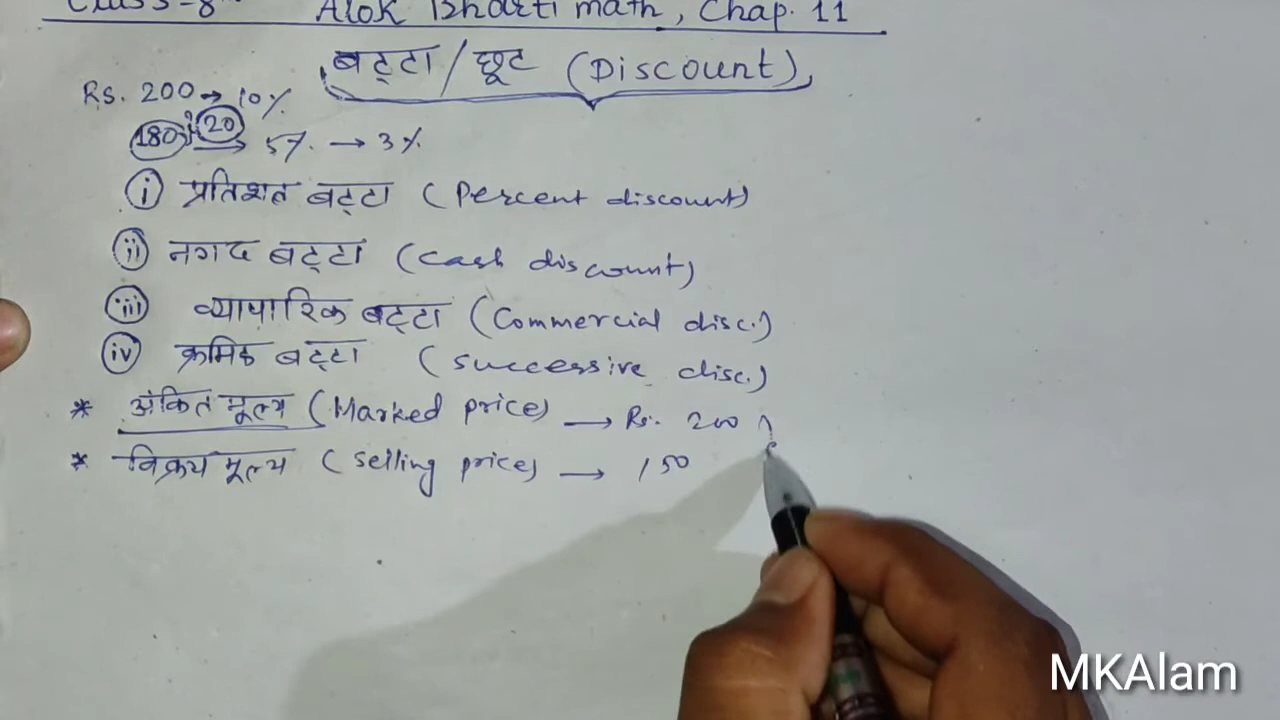 Class-8th Alok Bharti math, Chap. 11
बट्टा/छूट (Discount)
Rs. 200 → 10%
180 20 5% → 3%
(i) प्रतिशत बट्टा (Percent discount)
(ii) नगद बट्टा (Cash discount)
(iii) व्यापारिक बट्टा (Commercial disc.)
(iv) क्रमिक बट्टा (successive disc.)
* अंकित मूल्य (Marked price) → Rs. 200
* विक्रय मूल्य (Selling price) → 150
MKAlam